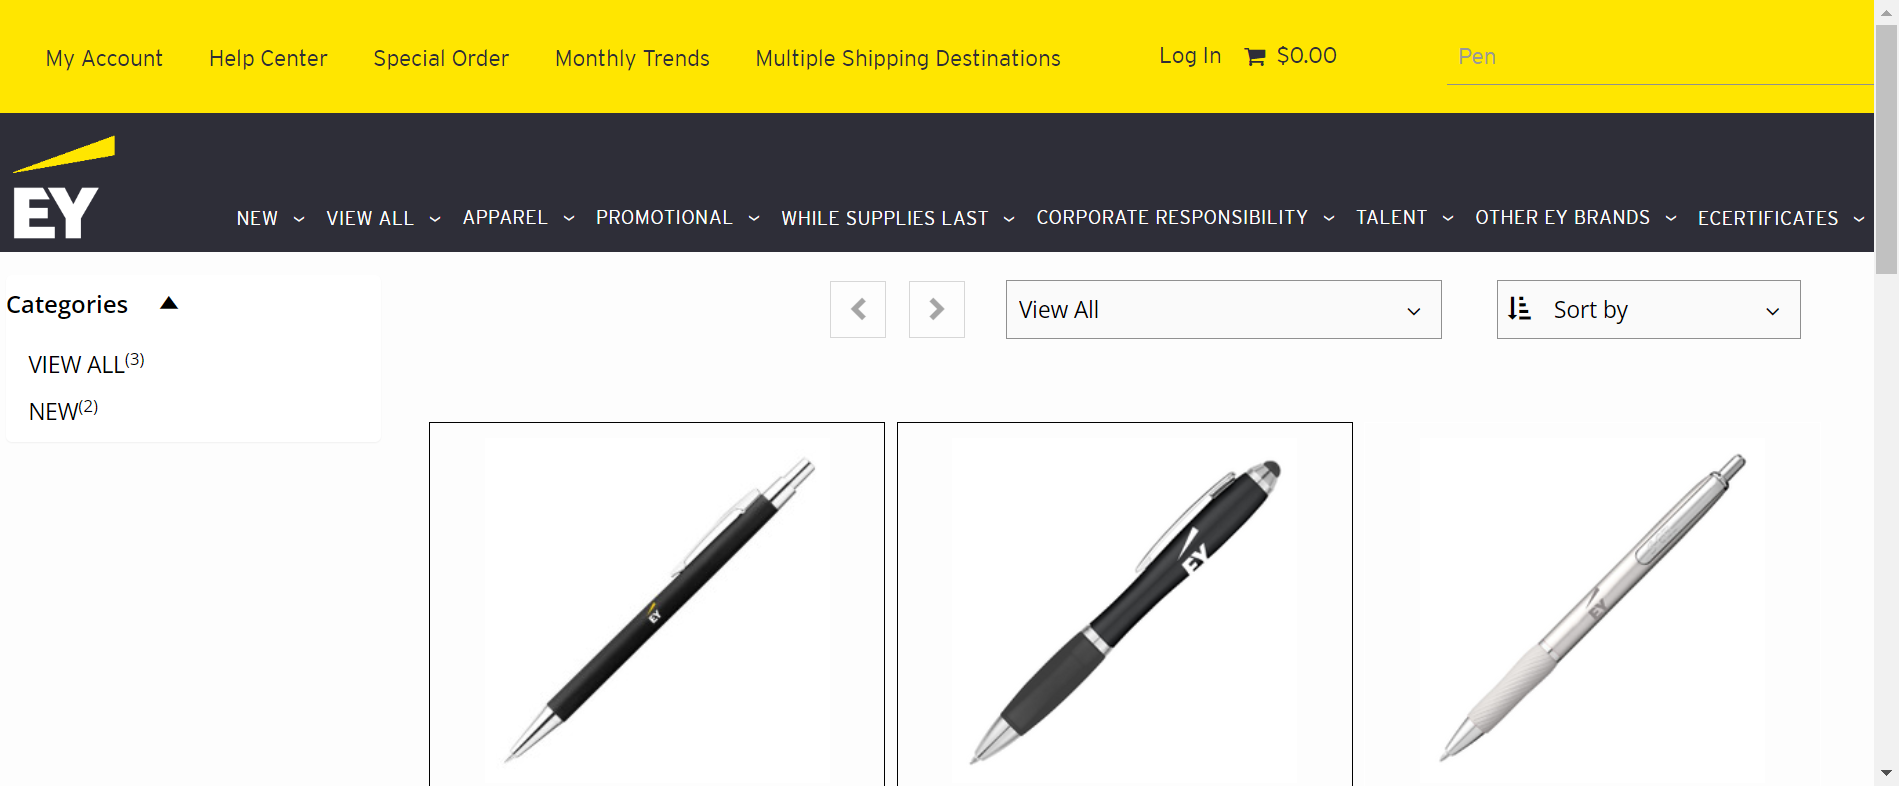 My Account Help Center Special Order Monthly Trends Multiple Shipping Destinations Log In $0.00 Pen
EY
NEW VIEW ALL APPAREL PROMOTIONAL WHILE SUPPLIES LAST CORPORATE RESPONSIBILITY TALENT OTHER EY BRANDS ECERTIFICATES
Categories
View All Sort by
VIEW ALL(3)
NEW(2)
EY
EY
EY